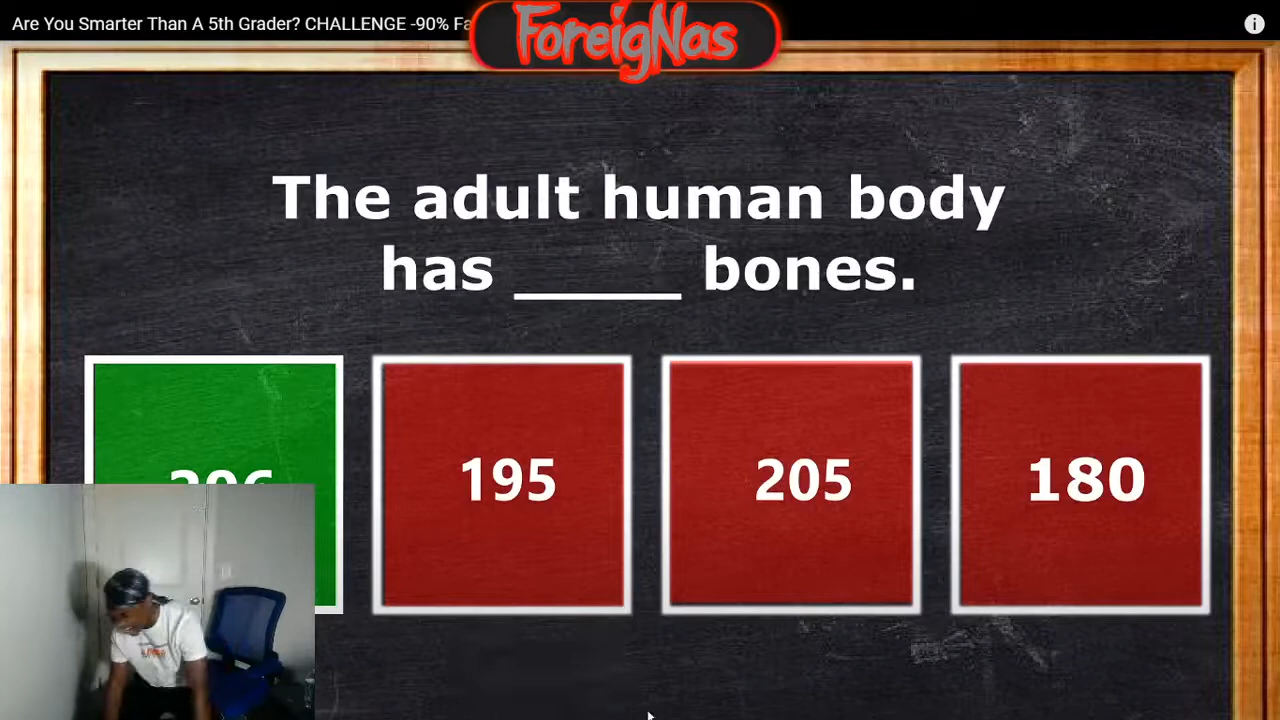 Are You Smarter Than A 5th Grader? CHALLENGE -90% Fa
ForeigNas
The adult human body
has _____ bones.
206
195
205
180